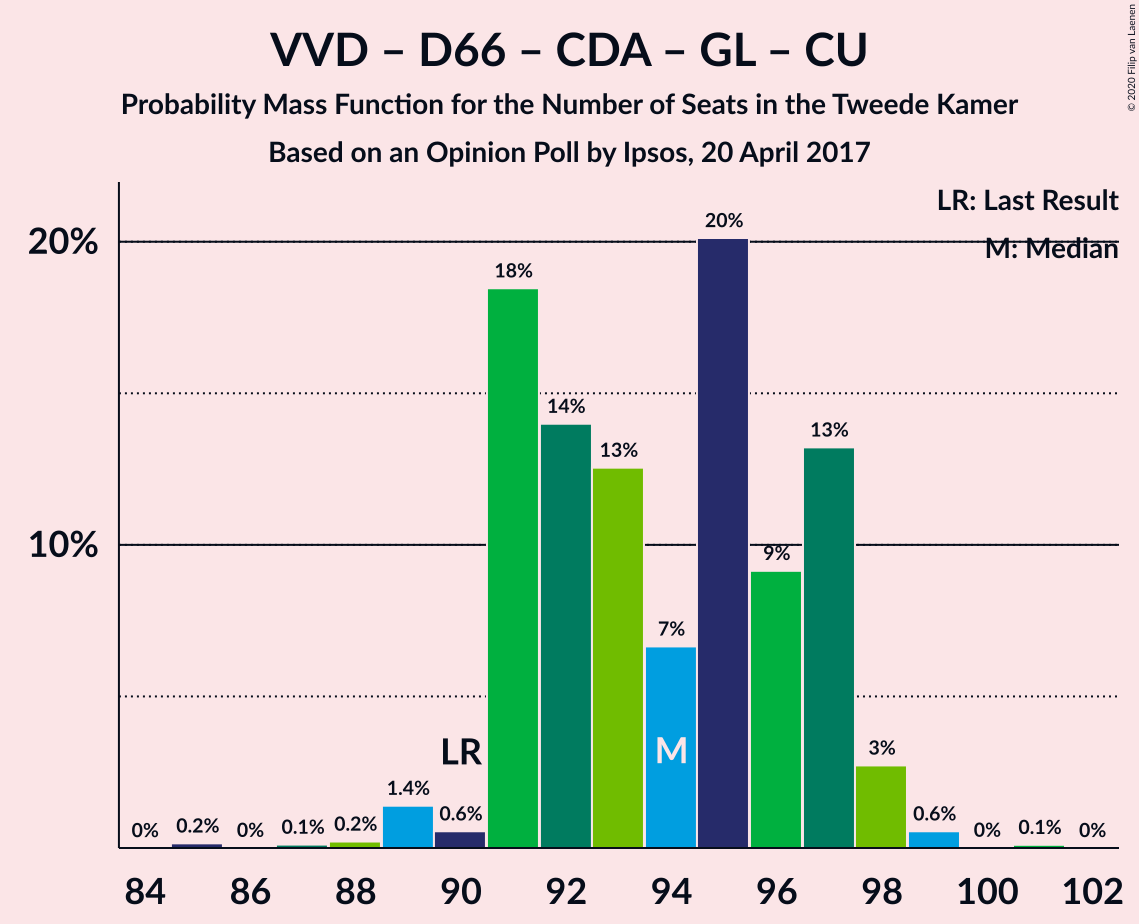 VVD – D66 – CDA – GL – CU
Probability Mass Function for the Number of Seats in the Tweede Kamer
Based on an Opinion Poll by Ipsos, 20 April 2017
© 2020 Filip van Laenen
LR: Last Result
M: Median
20%
10%
0%
0.2%
0%
0.1%
0.2%
1.4%
0.6%
18%
14%
13%
7%
20%
9%
13%
3%
0.6%
0%
0.1%
0%
LR
M
84 86 88 90 92 94 96 98 100 102